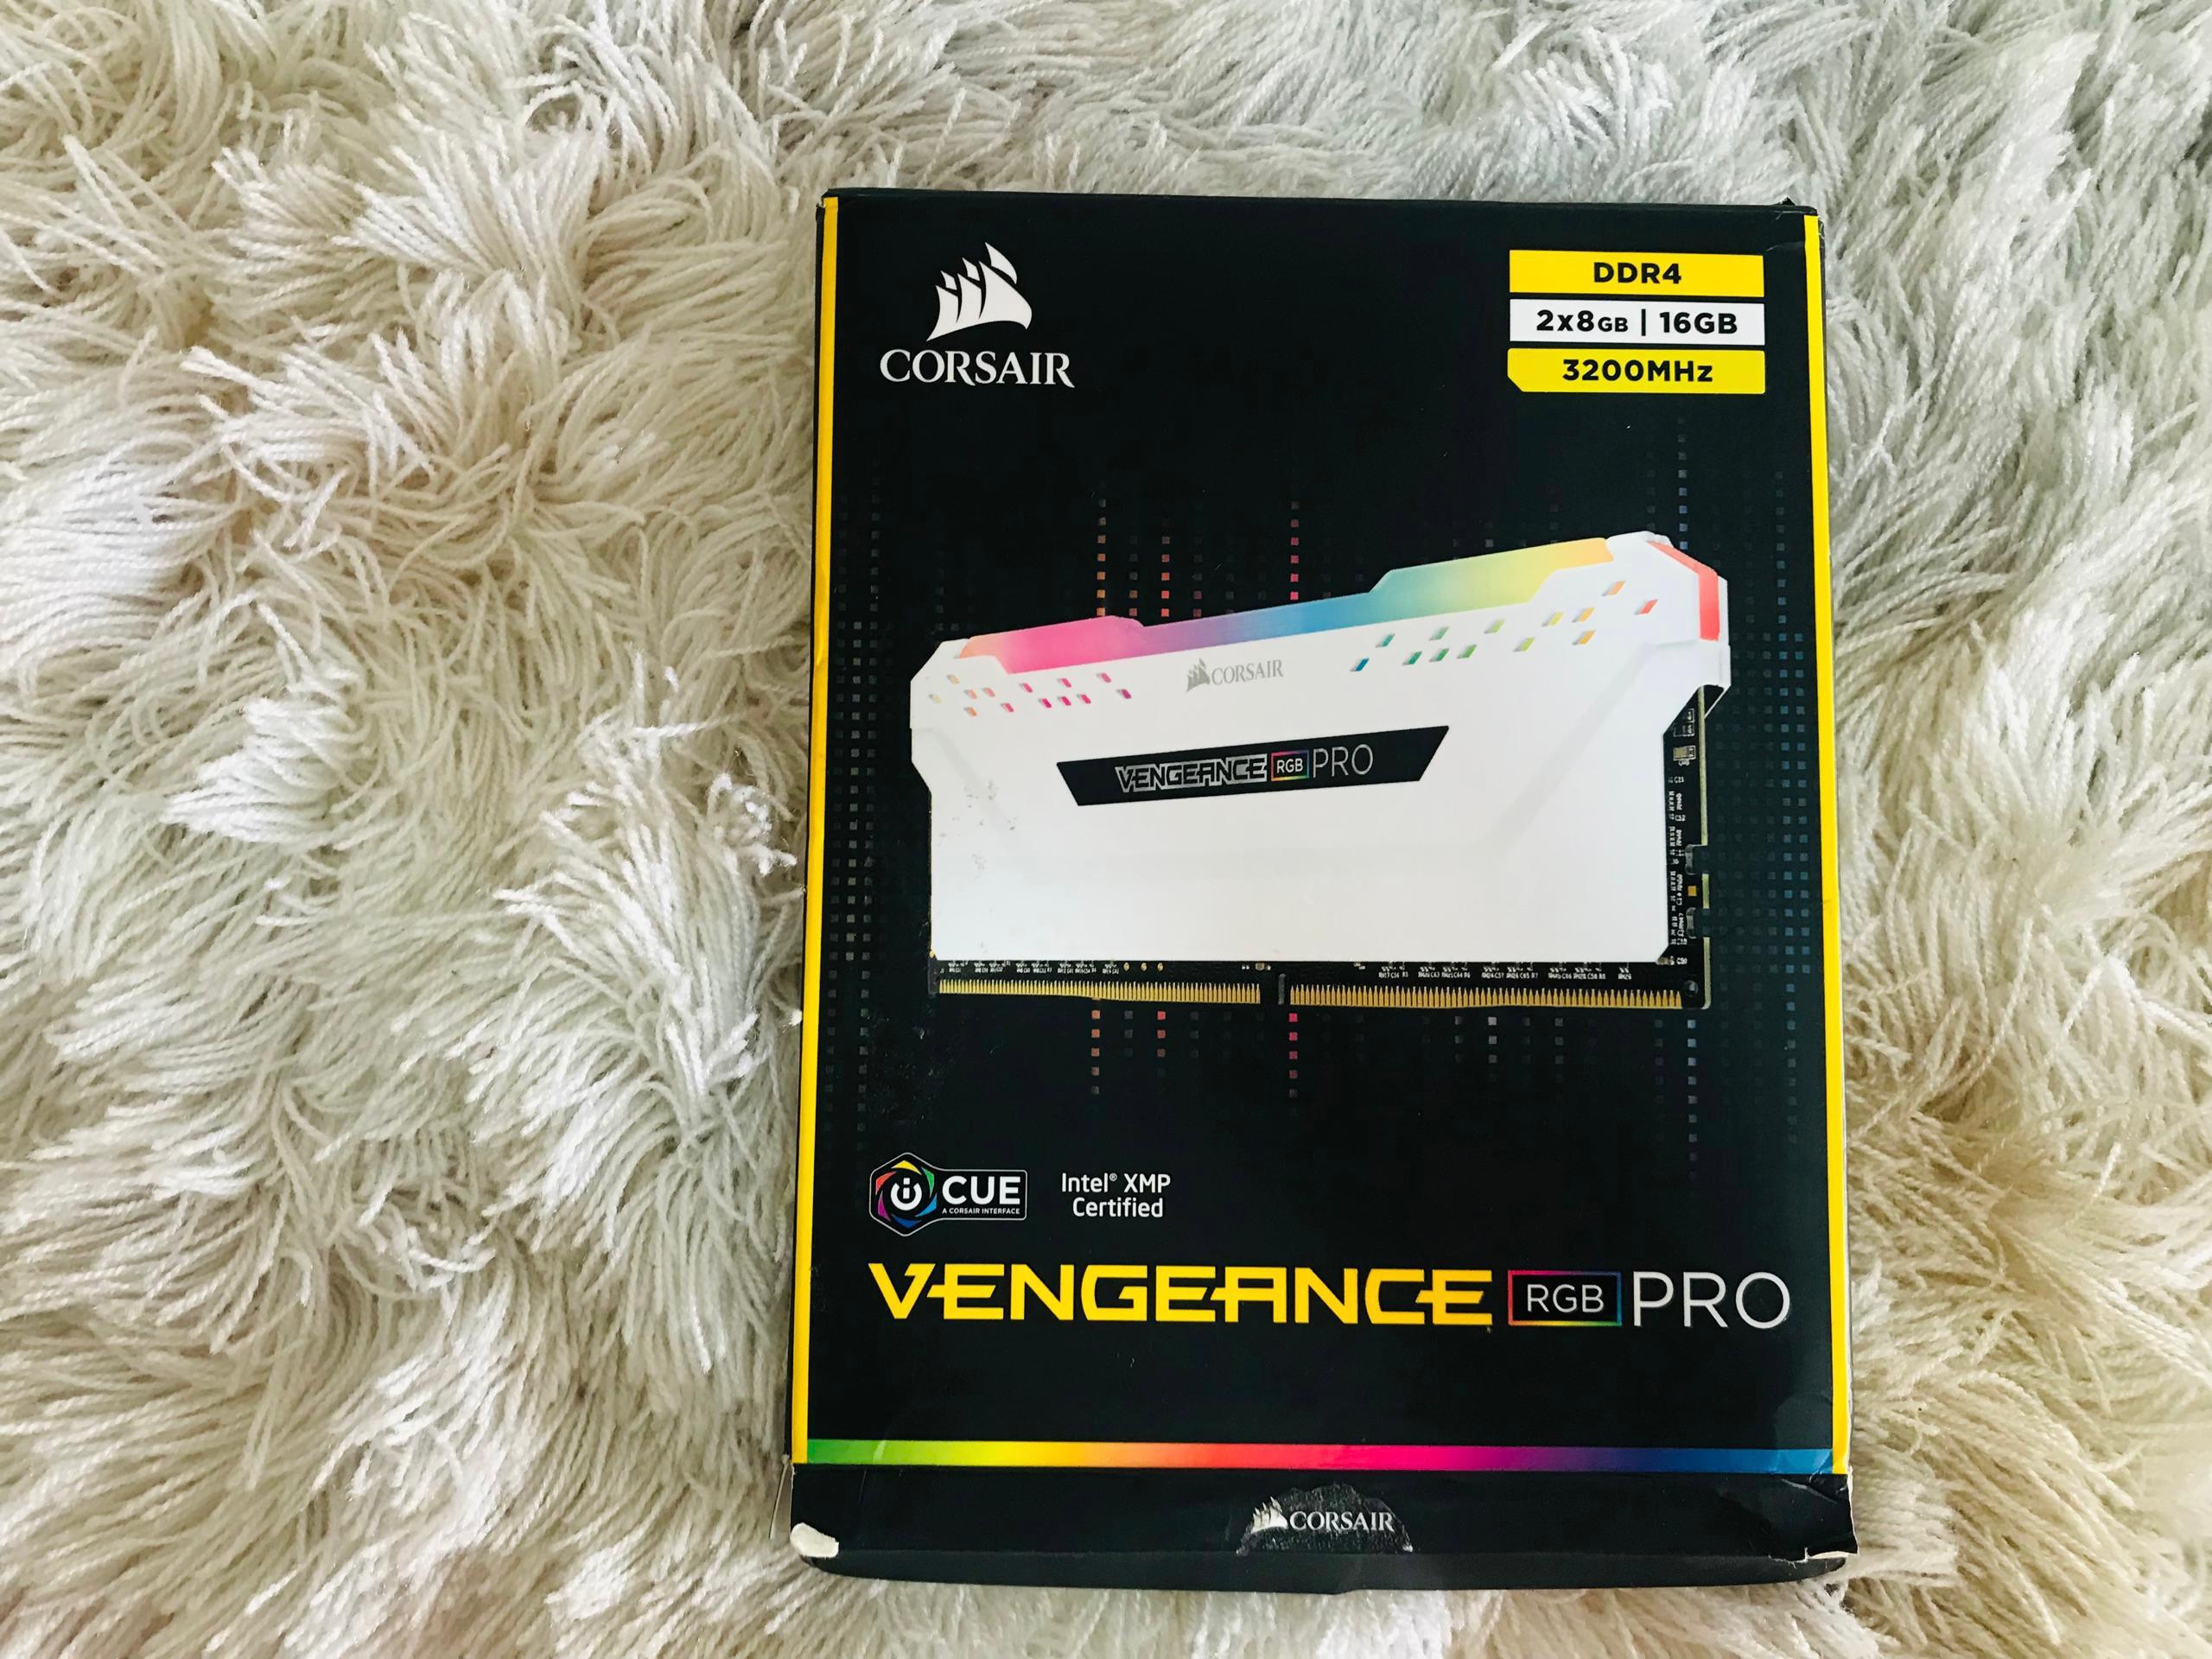 CORSAIR
DDR4
2x8GB | 16GB
3200MHz
CORSAIR
VENGEANCE RGB PRO
CUE
A CORSAIR INTERFACE
Intel® XMP
Certified
VENGEANCE RGB PRO
CORSAIR